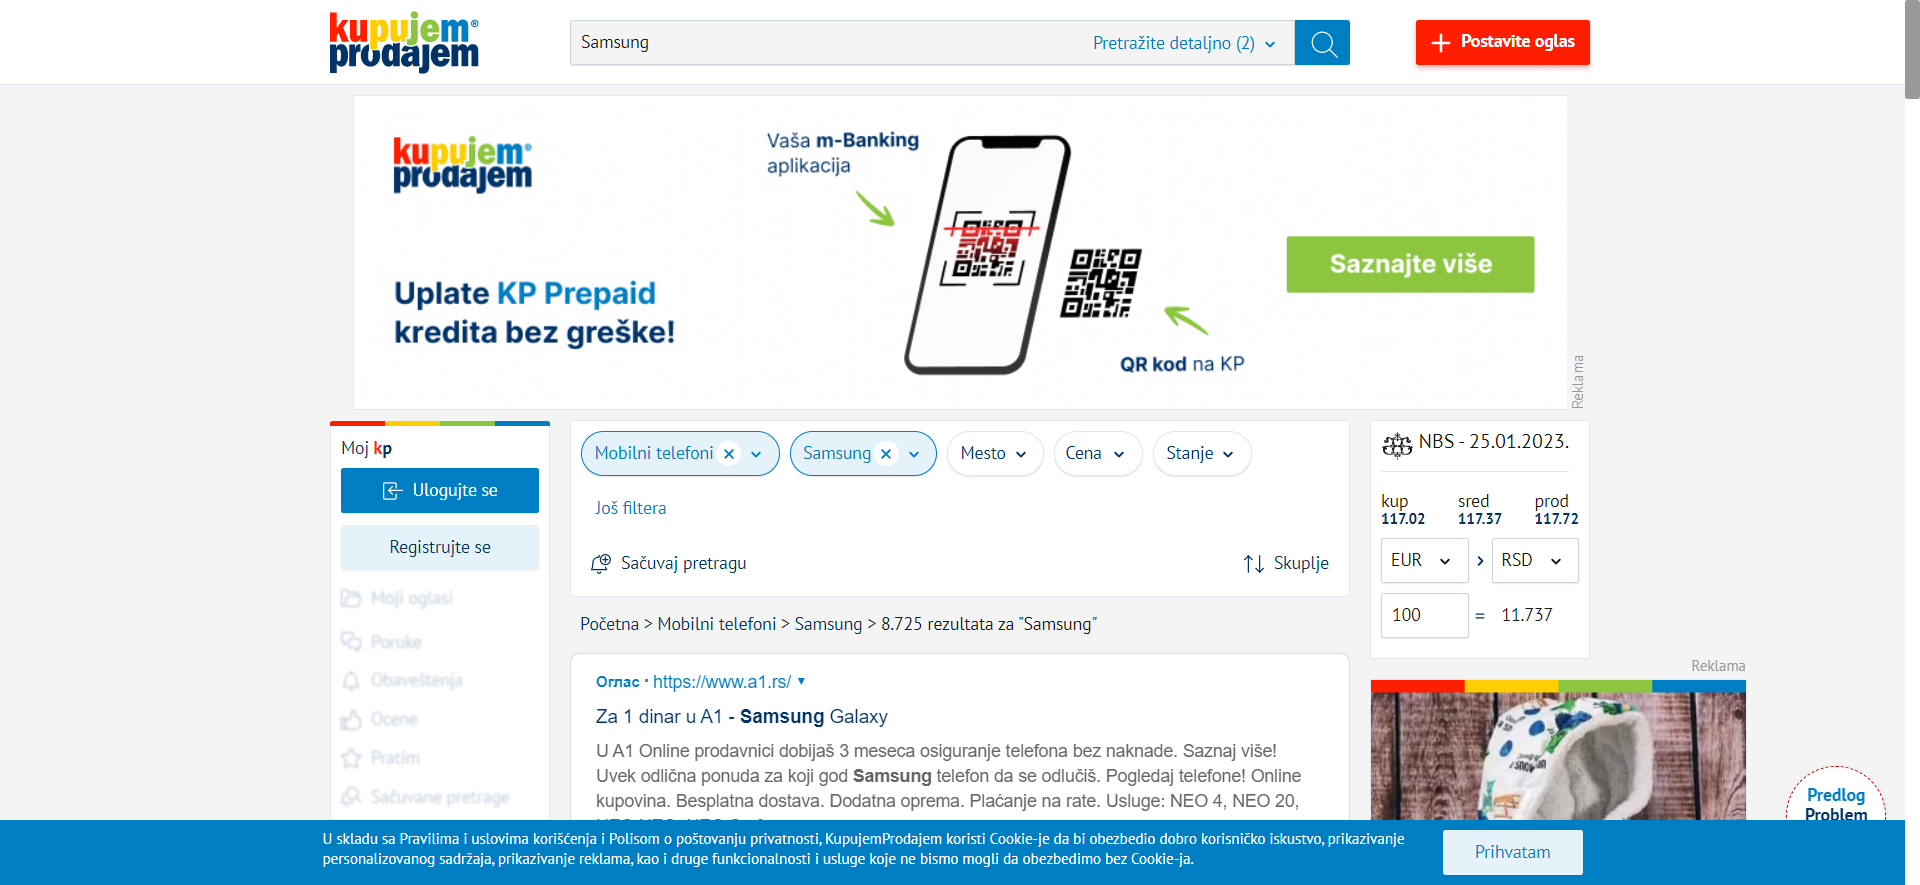 kupujem®
prodajem
Samsung
Pretražite detaljno (2)
Postavite oglas
kupujem®
prodajem
Vaša m-Banking
aplikacija
Uplate KP Prepaid
kredita bez greške!
QR kod na KP
Saznajte više
Reklama
Moj kp
Ulogujte se
Registrujte se
Moji oglasi
Poruke
Obaveštenja
Ocene
Pratim
Sačuvane pretrage
Mobilni telefoni
Samsung
Mesto
Cena
Stanje
Još filtera
Sačuvaj pretragu
Skuplje
Početna > Mobilni telefoni > Samsung > 8.725 rezultata za "Samsung"
Оглас · https://www.a1.rs/
Za 1 dinar u A1 - Samsung Galaxy
U A1 Online prodavnici dobijaš 3 meseca osiguranje telefona bez naknade. Saznaj više!
Uvek odlična ponuda za koji god Samsung telefon da se odlučiš. Pogledaj telefone! Online
kupovina. Besplatna dostava. Dodatna oprema. Plaćanje na rate. Usluge: NEO 4, NEO 20,
NBS - 25.01.2023.
kup sred prod
117.02 117.37 117.72
EUR > RSD
100 = 11.737
Reklama
Predlog
Problem
U skladu sa Pravilima i uslovima korišćenja i Polisom o poštovanju privatnosti, KupujemProdajem koristi Cookie-je da bi obezbedio dobro korisničko iskustvo, prikazivanje
personalizovanog sadržaja, prikazivanje reklama, kao i druge funkcionalnosti i usluge koje ne bismo mogli da obezbedimo bez Cookie-ja.
Prihvatam